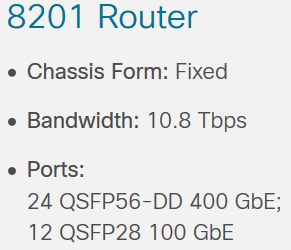 8201 Router
• Chassis Form: Fixed
• Bandwidth: 10.8 Tbps
• Ports:
24 QSFP56-DD 400 GbE;
12 QSFP28 100 GbE